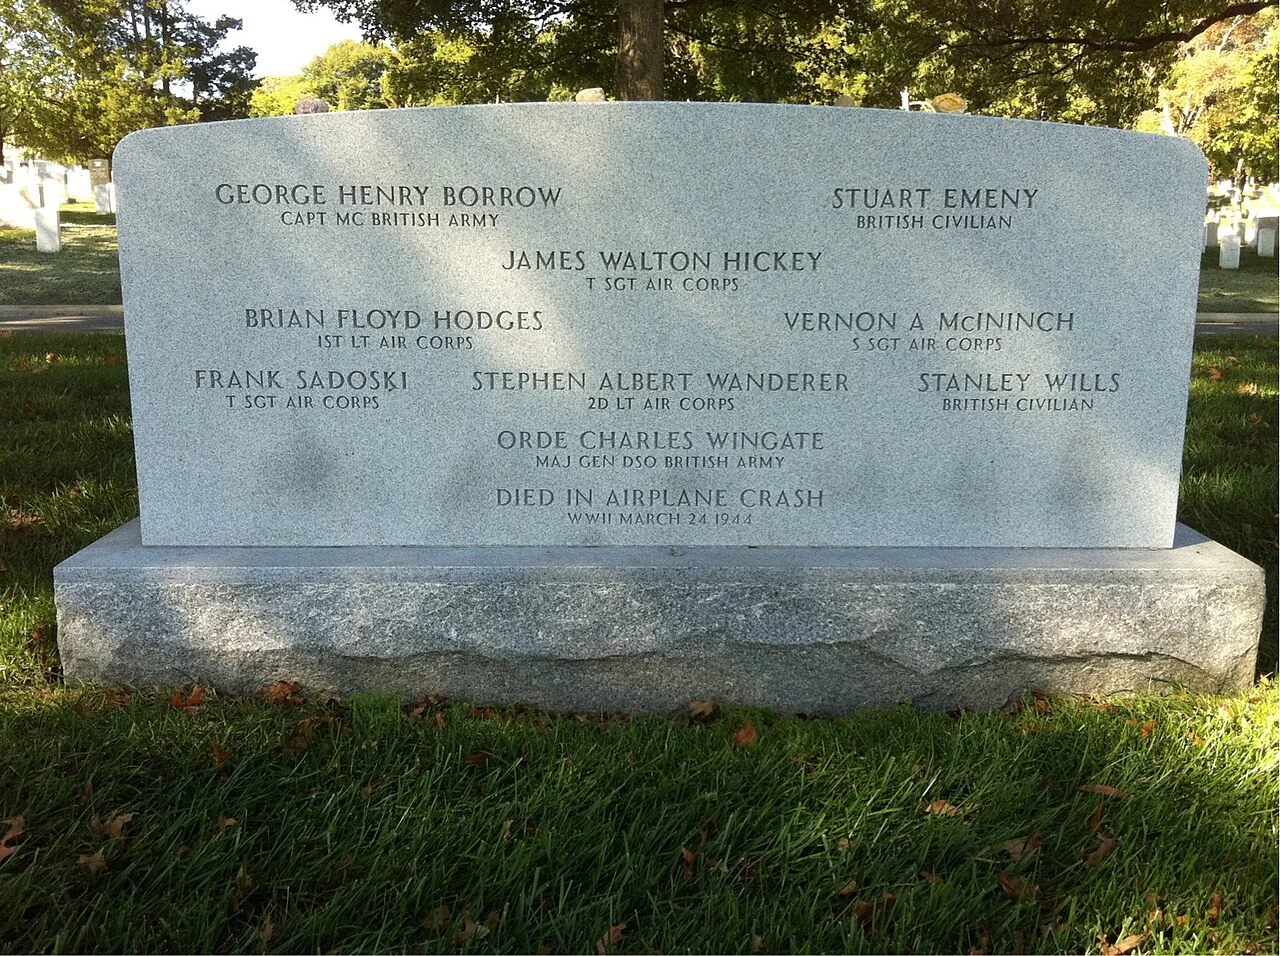 GEORGE HENRY BORROW
CAPT MC BRITISH ARMY
STUART EMENY
BRITISH CIVILIAN
JAMES WALTON HICKEY
T SGT AIR CORPS
BRIAN FLOYD HODGES
1ST LT AIR CORPS
VERNON A McININCH
S SGT AIR CORPS
FRANK SADOSKI
T SGT AIR CORPS
STEPHEN ALBERT WANDERER
2D LT AIR CORPS
STANLEY WILLS
BRITISH CIVILIAN
ORDE CHARLES WINGATE
MAJ GEN DSO BRITISH ARMY
DIED IN AIRPLANE CRASH
WWII MARCH 24 1944